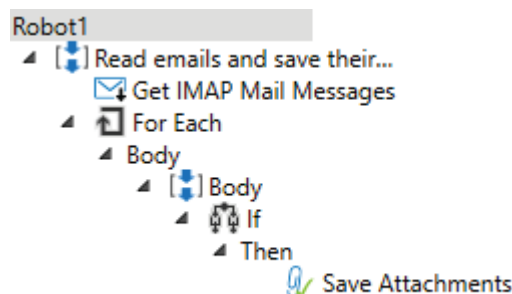 Robot1
Read emails and save their...
Get IMAP Mail Messages
For Each
Body
Body
If
Then
Save Attachments